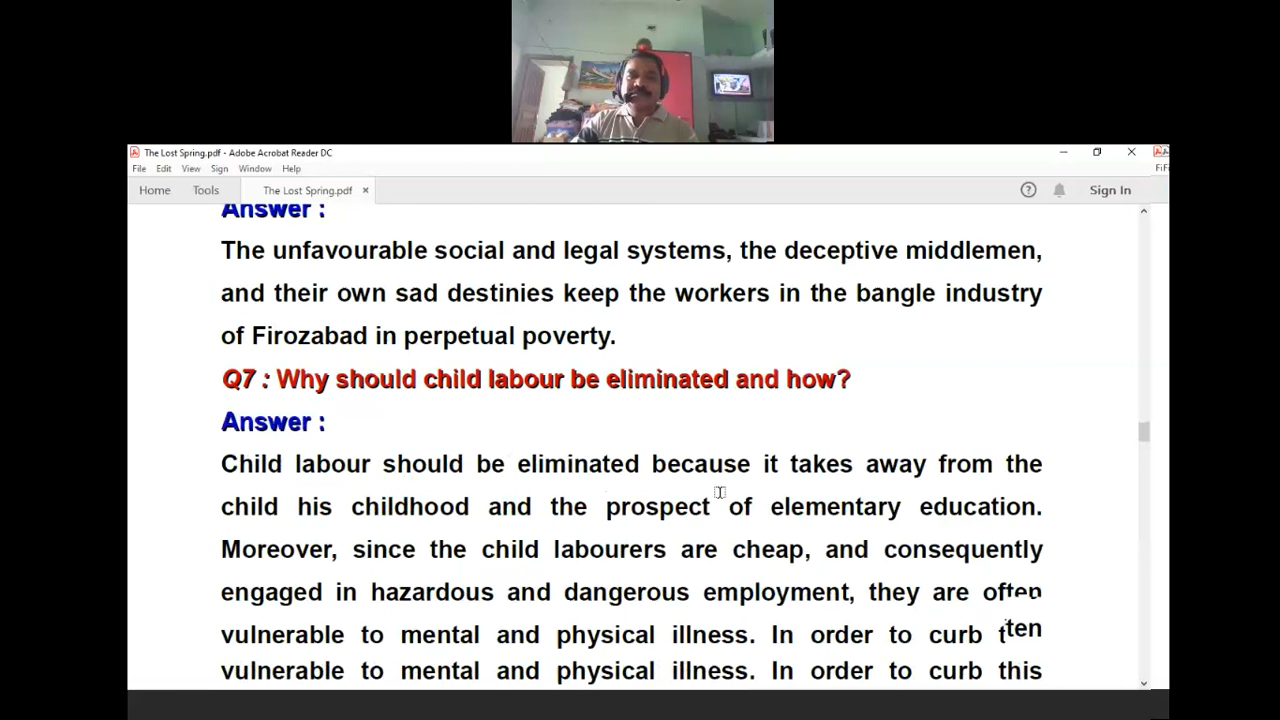 The Lost Spring.pdf - Adobe Acrobat Reader DC
File Edit View Sign Window Help
Home Tools The Lost Spring.pdf × ? Sign In
Answer :
The unfavourable social and legal systems, the deceptive middlemen,
and their own sad destinies keep the workers in the bangle industry
of Firozabad in perpetual poverty.
Q7 : Why should child labour be eliminated and how?
Answer :
Child labour should be eliminated because it takes away from the
child his childhood and the prospect of elementary education.
Moreover, since the child labourers are cheap, and consequently
engaged in hazardous and dangerous employment, they are often
vulnerable to mental and physical illness. In order to curb t ten
vulnerable to mental and physical illness. In order to curb this